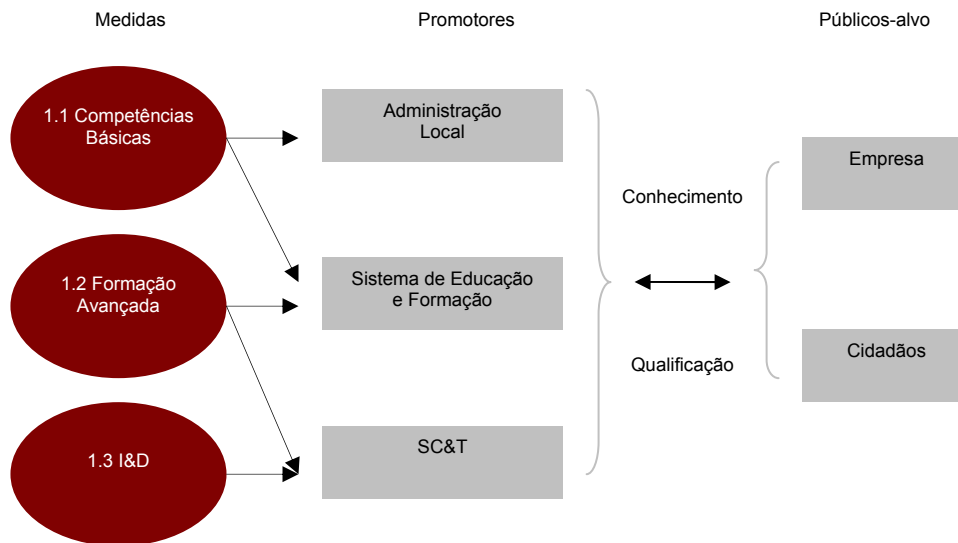 Medidas
Promotores
Públicos-alvo
1.1 Competências
Básicas
Administração
Local
Empresa
Conhecimento
1.2 Formação
Avançada
Sistema de Educação
e Formação
Qualificação
Cidadãos
1.3 I&D
SC&T